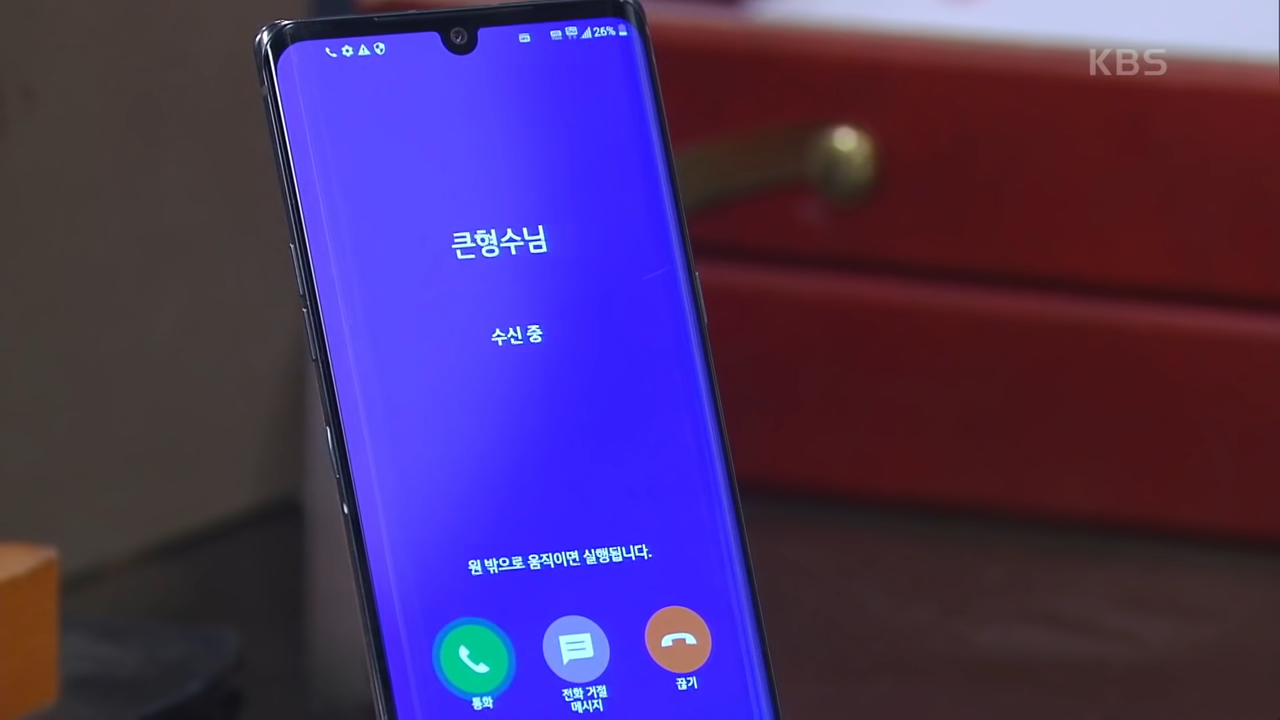 26%
KBS
큰형수님
수신 중
원 밖으로 움직이면 실행됩니다.
통화
전화 거절
메시지
끊기